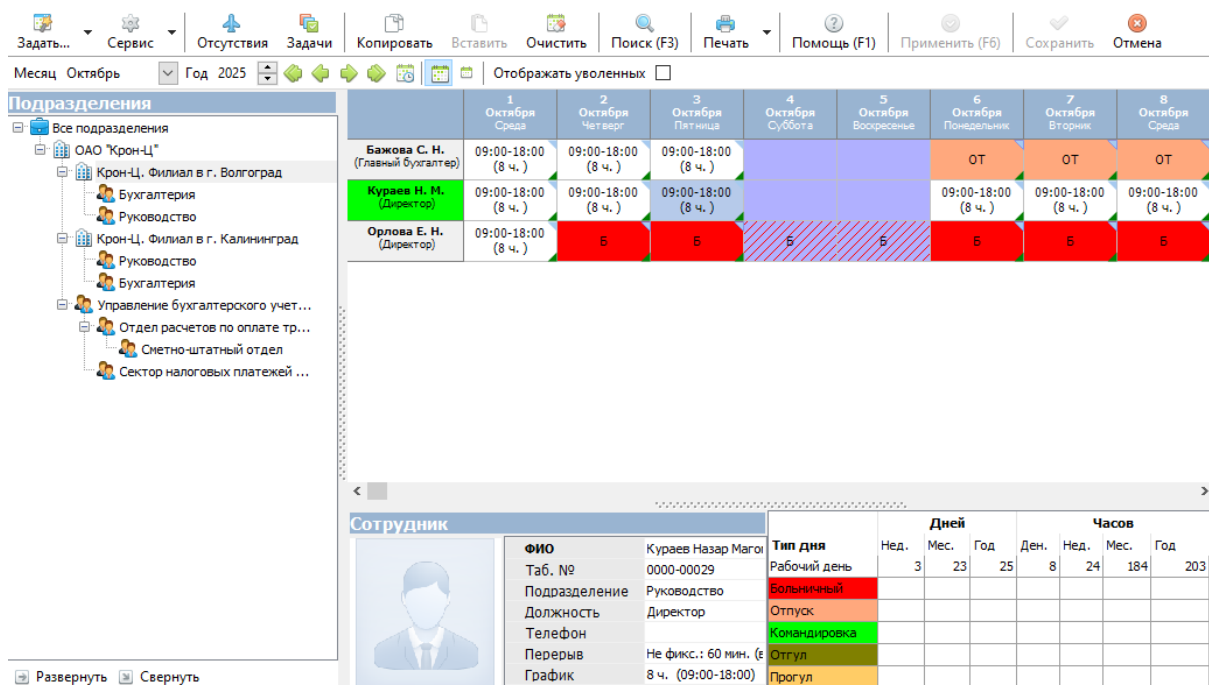 Задать... Сервис Отсутствия Задачи Копировать Вставить Очистить Поиск (F3) Печать Помощь (F1) Применить (F6) Сохранить Отмена
Месяц Октябрь Год 2025 Отображать уволенных
Подразделения
Все подразделения
ОАО "Крон-Ц"
Крон-Ц. Филиал в г. Волгоград
Бухгалтерия
Руководство
Крон-Ц. Филиал в г. Калининград
Руководство
Бухгалтерия
Управление бухгалтерского учет...
Отдел расчетов по оплате тр...
Сметно-штатный отдел
Сектор налоговых платежей ...
Развернуть Свернуть
1 2 3 4 5 6 7 8
Октября Октября Октября Октября Октября Октября Октября Октября
Среда Четверг Пятница Суббота Воскресенье Понедельник Вторник Среда
Бажова С. Н. 09:00-18:00 09:00-18:00 09:00-18:00 ОТ ОТ ОТ
(Главный бухгалтер) (8 ч. ) (8 ч. ) (8 ч. )
Кураев Н. М. 09:00-18:00 09:00-18:00 09:00-18:00 09:00-18:00 09:00-18:00 09:00-18:00
(Директор) (8 ч. ) (8 ч. ) (8 ч. ) (8 ч. ) (8 ч. ) (8 ч. )
Орлова Е. Н. 09:00-18:00 Б Б Б Б Б Б Б
(Директор) (8 ч. )
Сотрудник
ФИО Кураев Назар Магом
Таб. № 0000-00029
Подразделение Руководство
Должность Директор
Телефон
Перерыв Не фикс.: 60 мин. (в
График 8 ч. (09:00-18:00)
Дней Часов
Тип дня Нед. Мес. Год Ден. Нед. Мес. Год
Рабочий день 3 23 25 8 24 184 203
Больничный
Отпуск
Командировка
Отгул
Прогул